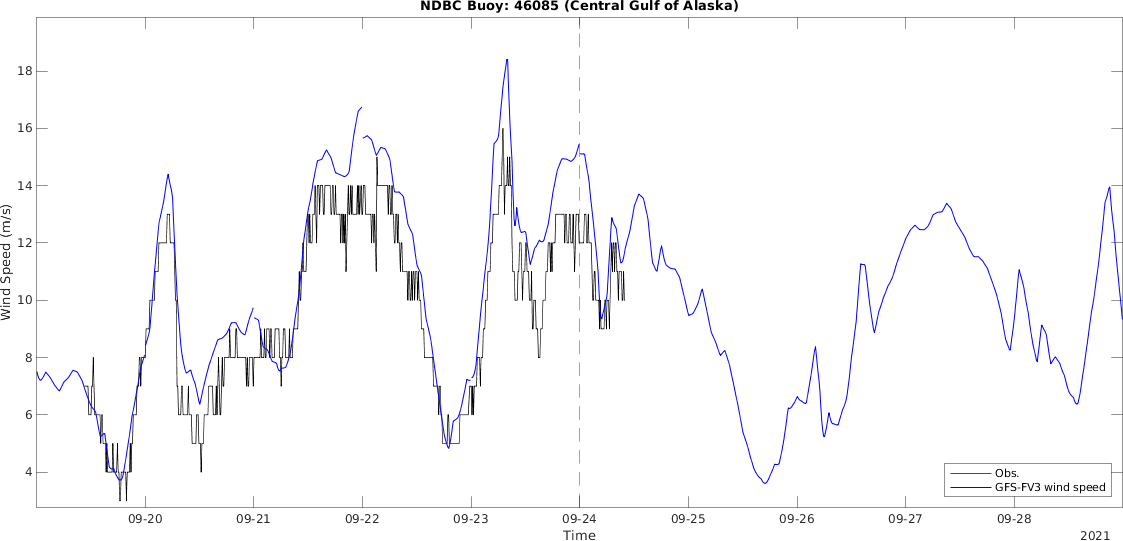 NDBC Buoy: 46085 (Central Gulf of Alaska)
Wind Speed (m/s)
18
16
14
12
10
8
6
4
09-20 09-21 09-22 09-23 09-24 09-25 09-26 09-27 09-28
Time
2021
Obs.
GFS-FV3 wind speed